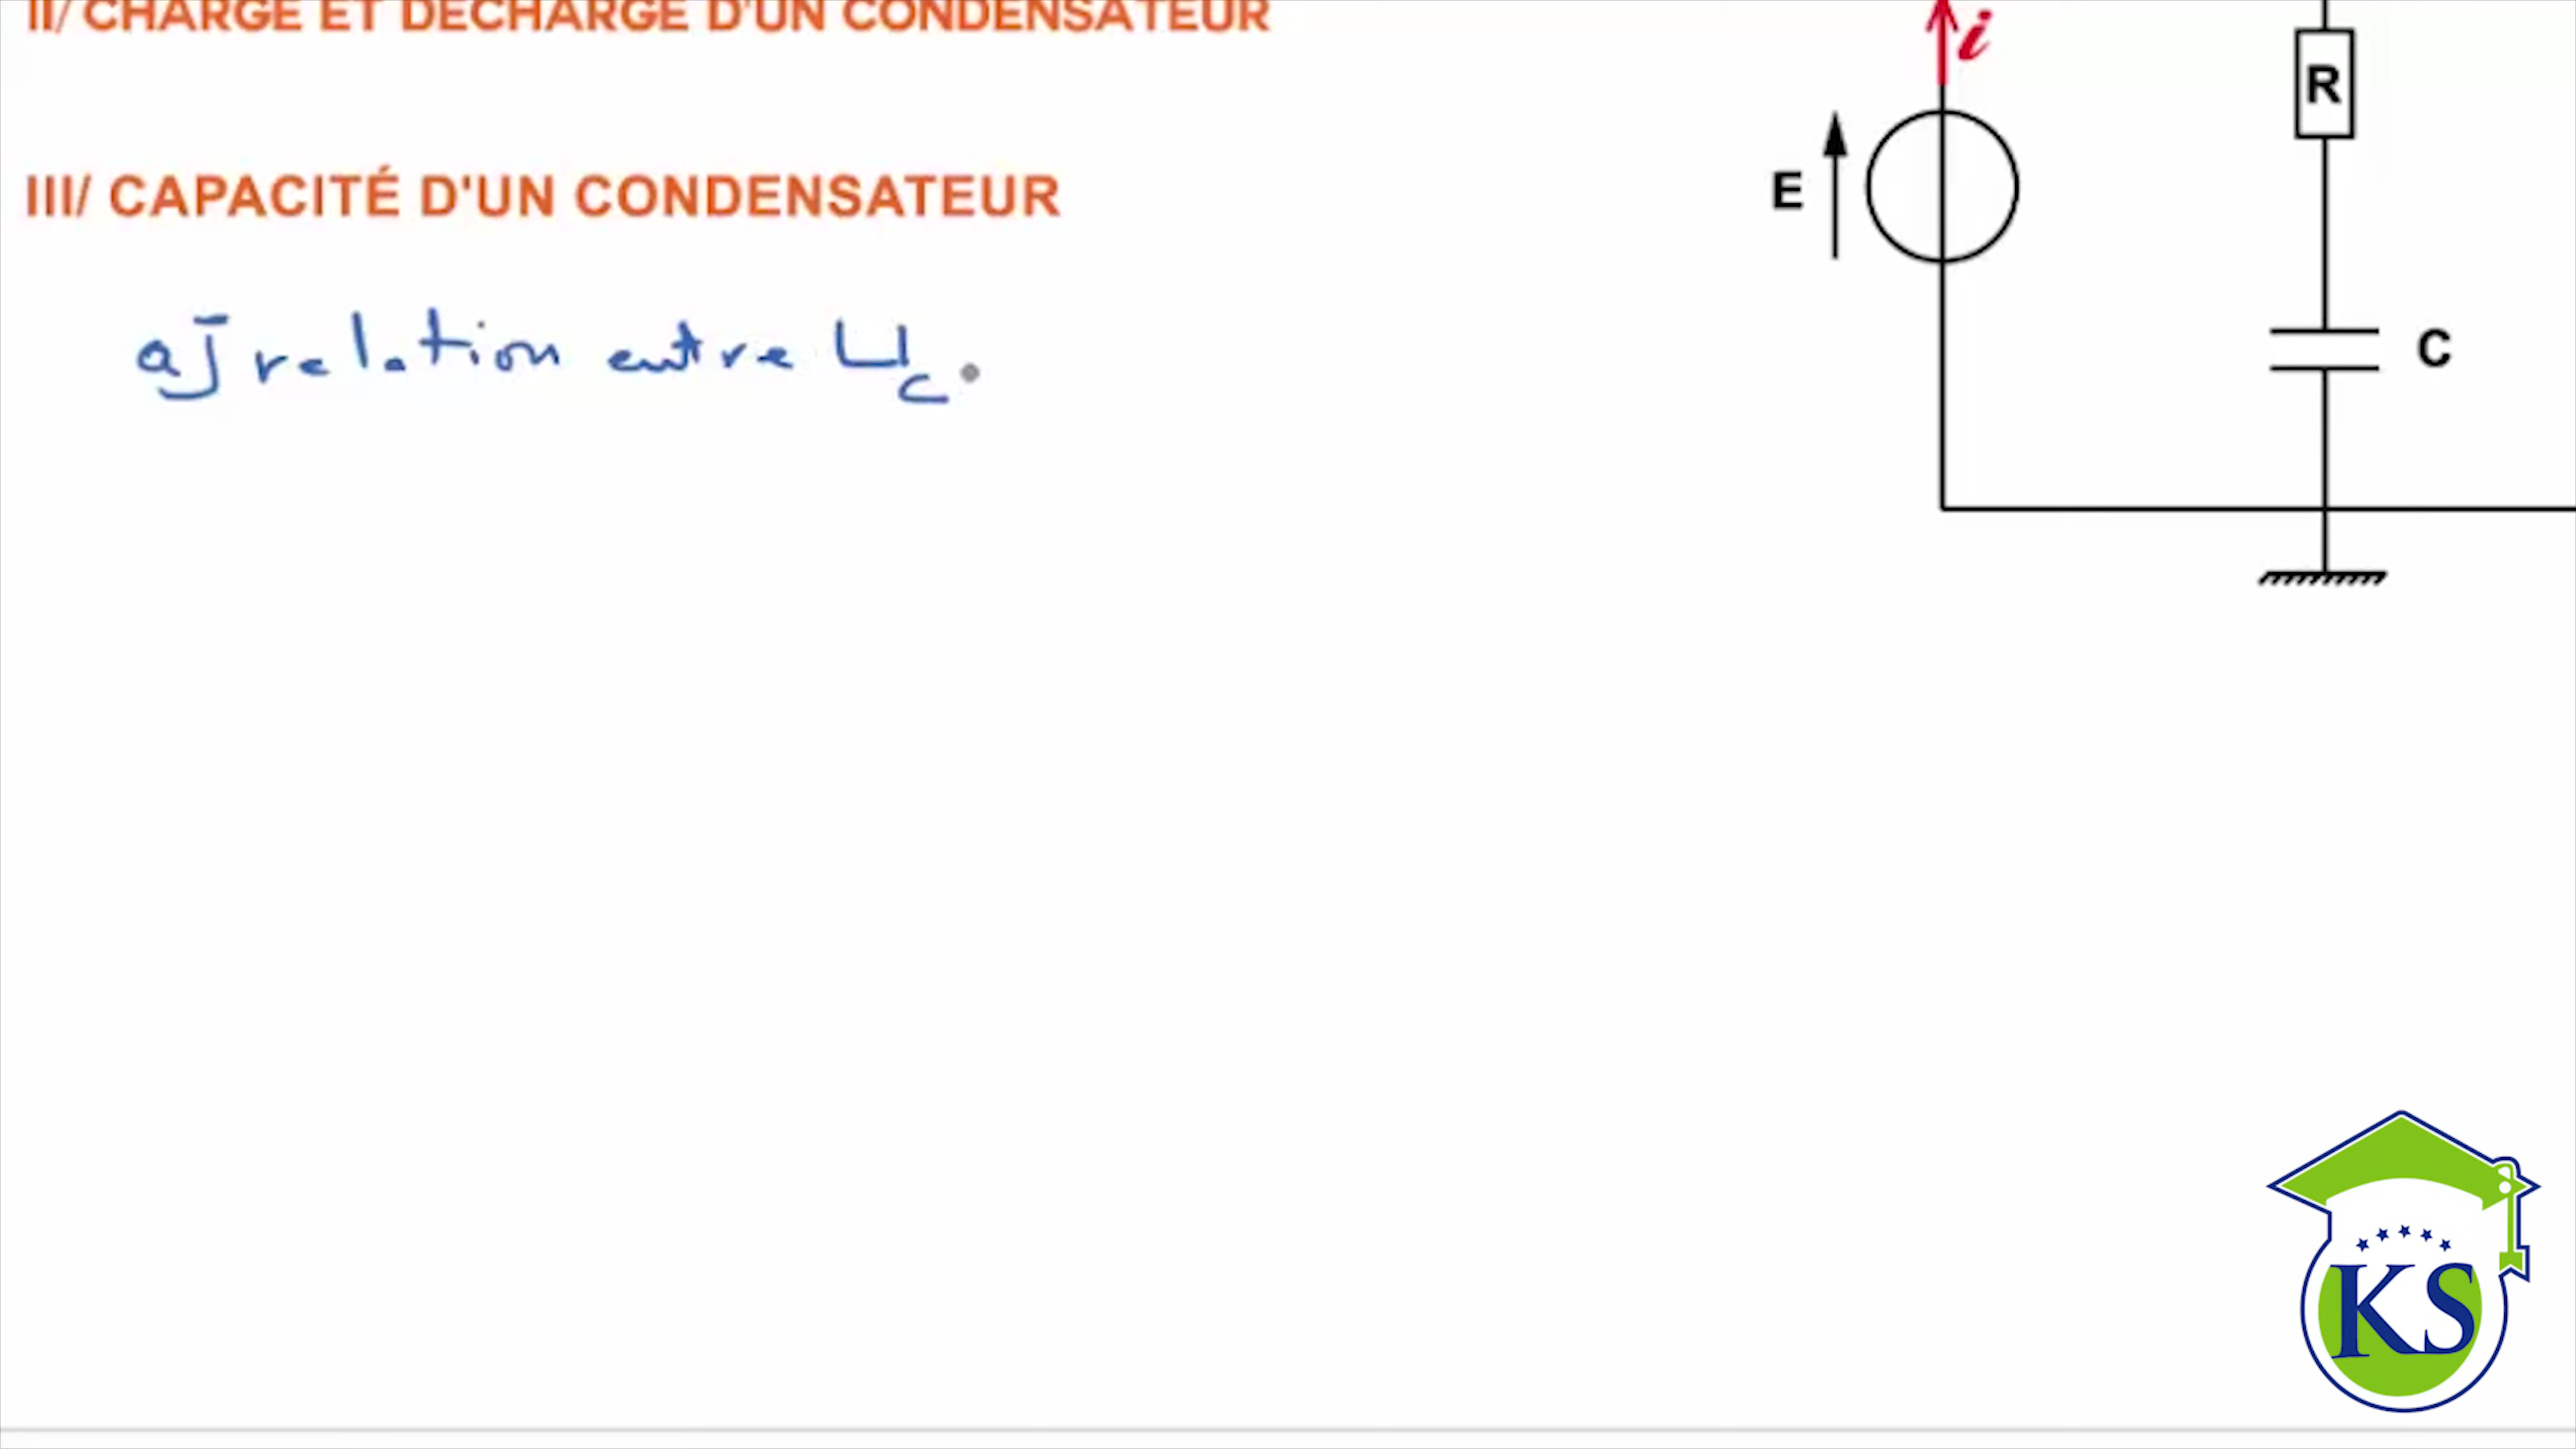 II/ CHARGE ET DÉCHARGE D'UN CONDENSATEUR
i
R
III/ CAPACITÉ D'UN CONDENSATEUR
E
a) relation entre Uc
C
KS